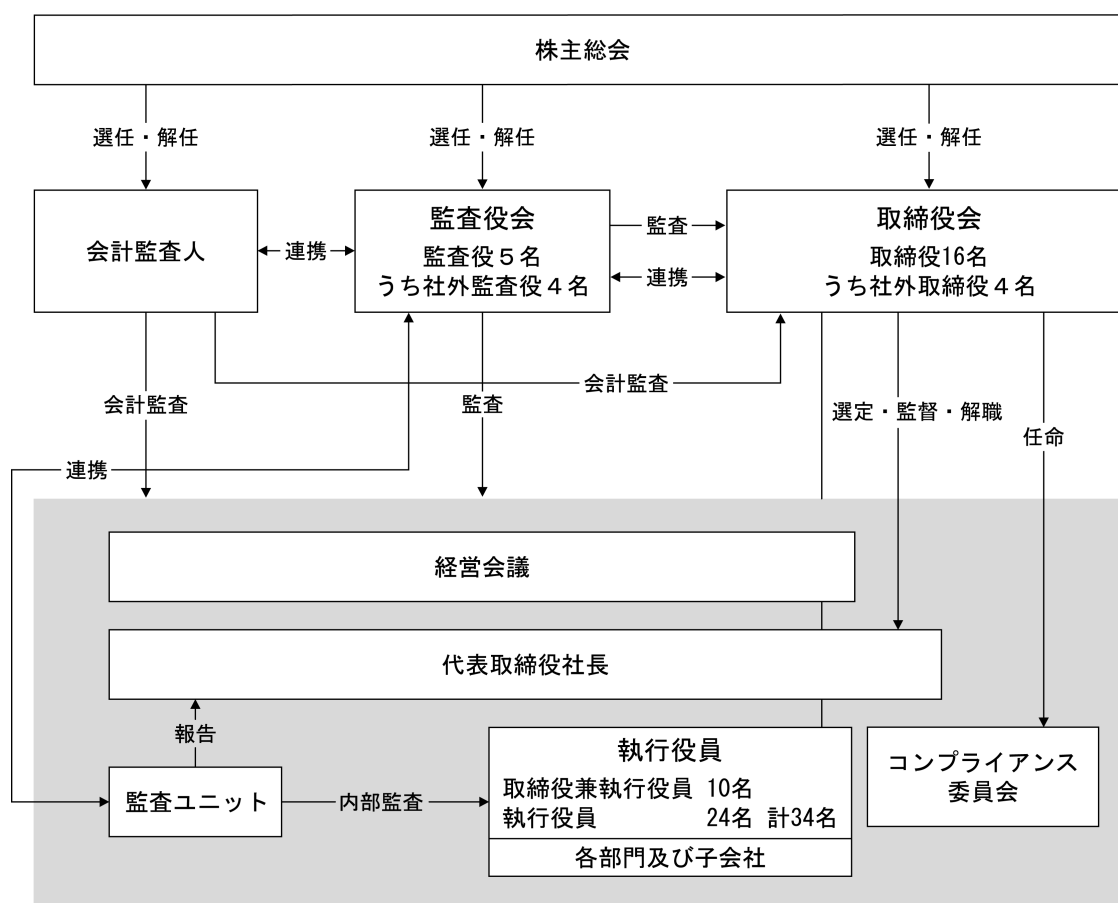 株主総会
選任・解任
選任・解任
選任・解任
会計監査人
連携
監査役会
監査役５名
うち社外監査役４名
監査
連携
取締役会
取締役16名
うち社外取締役４名
会計監査
会計監査
監査
選定・監督・解職
任命
連携
経営会議
代表取締役社長
報告
監査ユニット
内部監査
執行役員
取締役兼執行役員 10名
執行役員 24名 計34名
各部門及び子会社
コンプライアンス
委員会